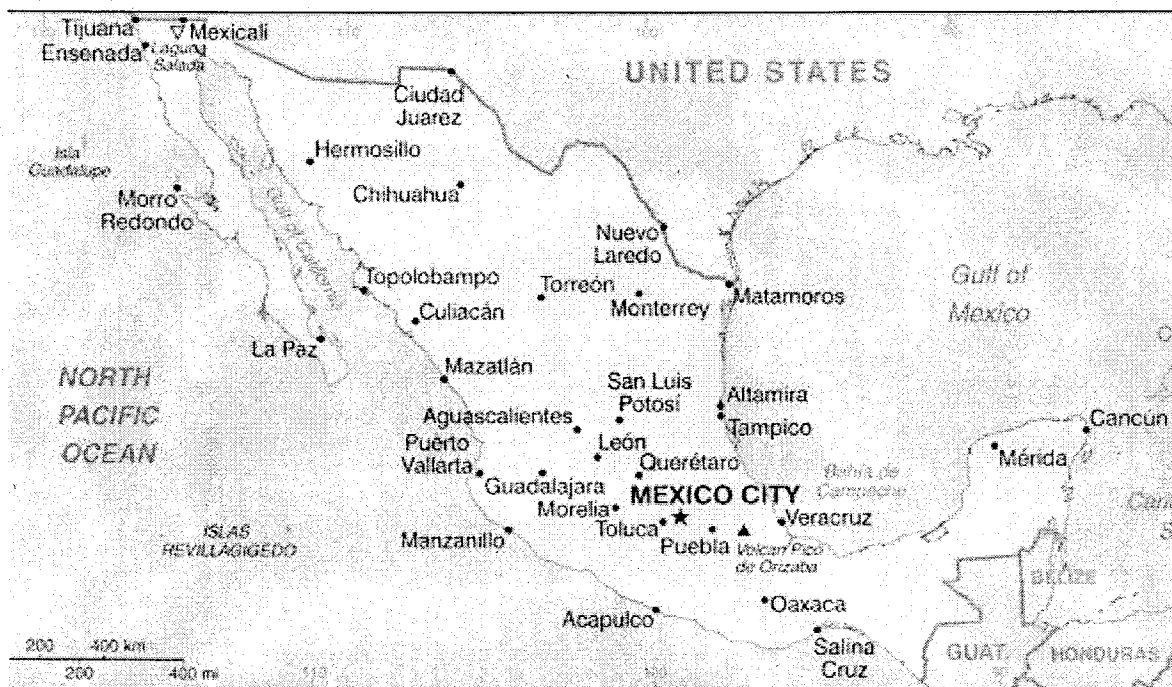 Tijuana
Mexicali
Ensenada
Laguna
Salada
110
100
UNITED STATES
Ciudad
Juarez
Isla
Guadalupe
Hermosillo
Chihuahua
Morro
Redondo
Gulf of California
Nuevo
Laredo
Topolobampo
Torreón
Monterrey
Matamoros
Gulf of
Mexico
Culiacán
La Paz
Mazatlán
NORTH
PACIFIC
OCEAN
San Luis
Potosí
Altamira
Tampico
Aguascalientes
León
Puerto
Vallarta
Querétaro
Cancún
Mérida
Guadalajara
MEXICO CITY
Bahía de
Campeche
Morelia
Toluca
Veracruz
Puebla
Volcan Pico
de Orizaba
Manzanillo
ISLAS
REVILLAGIGEDO
BELIZE
Acapulco
Oaxaca
Salina
Cruz
GUAT.
HONDURAS
200 400 km
200 400 mi
110
100